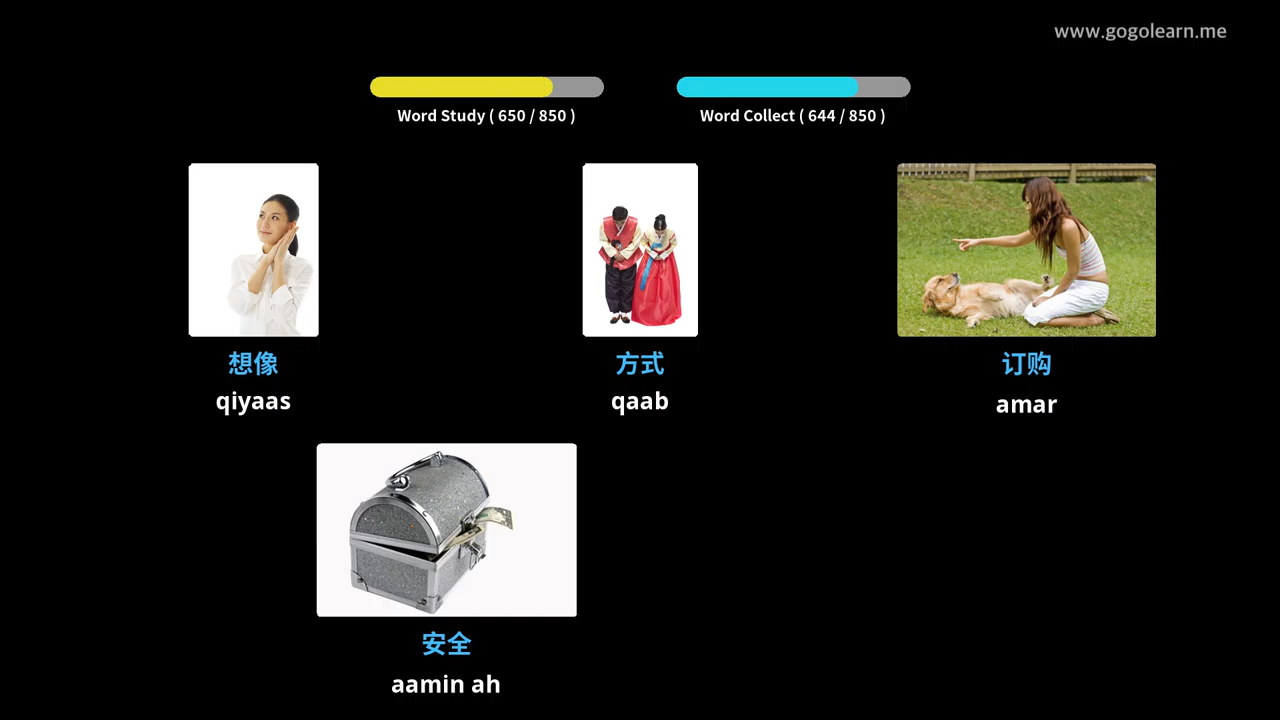 www.gogolearn.me
Word Study ( 650 / 850 )
Word Collect ( 644 / 850 )
想像
qiyaas
方式
qaab
订购
amar
安全
aamin ah